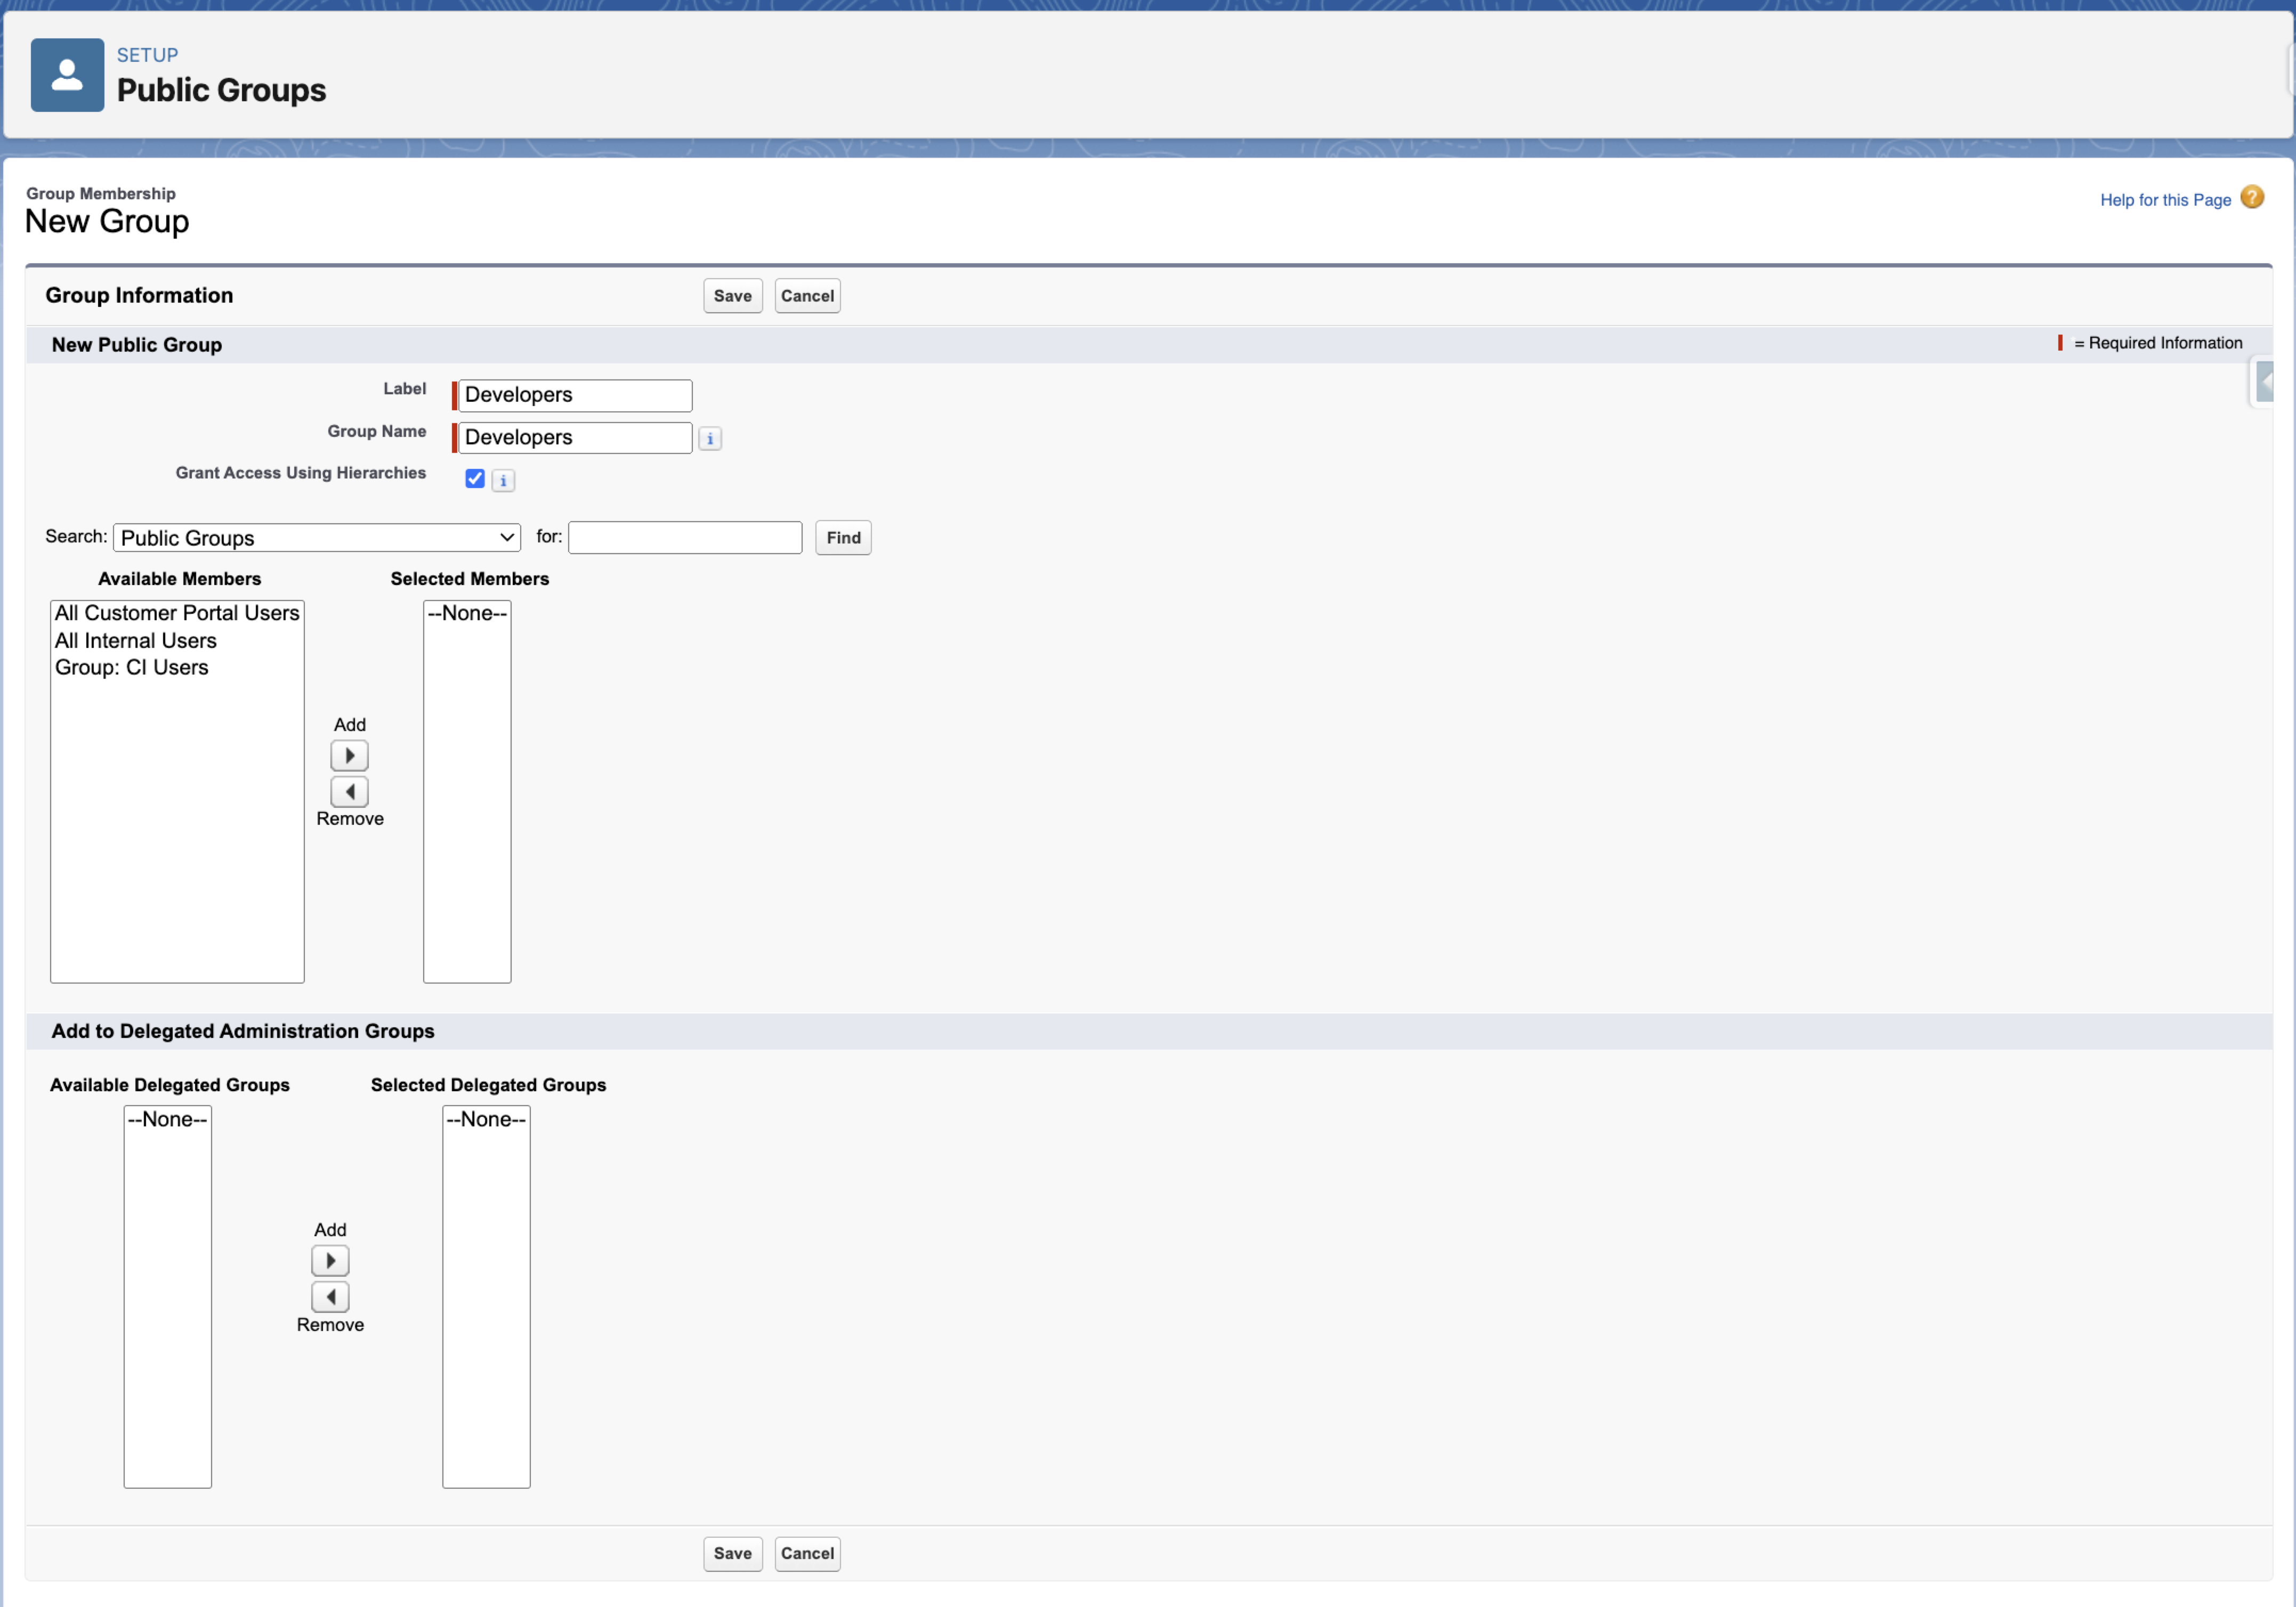 SETUP
Public Groups
Group Membership
New Group
Help for this Page ?
Group Information
Save Cancel
New Public Group
= Required Information
Label Developers
Group Name Developers i
Grant Access Using Hierarchies i
Search: Public Groups for: Find
Available Members Selected Members
All Customer Portal Users --None--
All Internal Users
Group: CI Users
Add
Remove
Add to Delegated Administration Groups
Available Delegated Groups Selected Delegated Groups
--None-- --None--
Add
Remove
Save Cancel